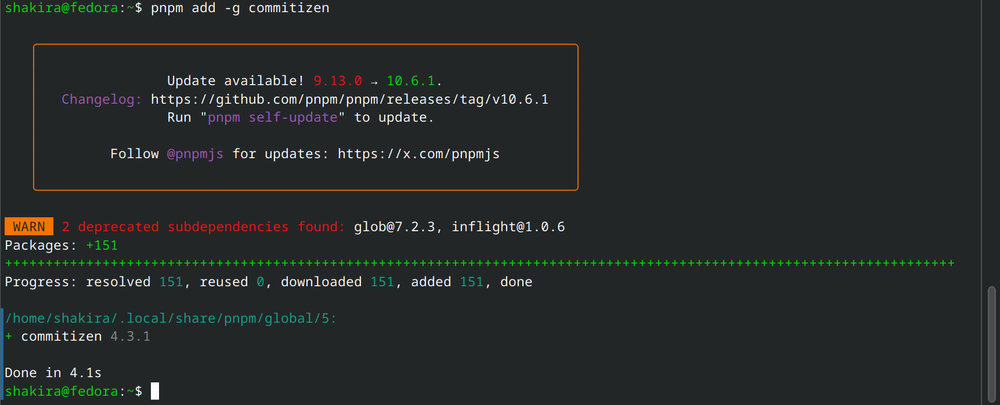 shakira@fedora:~$ pnpm add -g commitizen
Update available! 9.13.0 → 10.6.1.
Changelog: https://github.com/pnpm/pnpm/releases/tag/v10.6.1
Run "pnpm self-update" to update.
Follow @pnpmjs for updates: https://x.com/pnpmjs
WARN 2 deprecated subdependencies found: glob@7.2.3, inflight@1.0.6
Packages: +151
+++++++++++++++++++++++++++++++++++++++++++++++++++++++++++++++++++++++++++++++++++++++++++++++++++++++++++++++++++++
Progress: resolved 151, reused 0, downloaded 151, added 151, done
/home/shakira/.local/share/pnpm/global/5:
+ commitizen 4.3.1
Done in 4.1s
shakira@fedora:~$